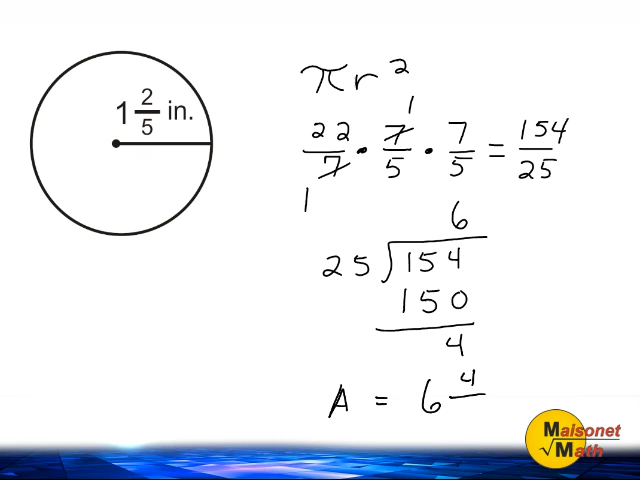 1 2/5 in.
πr²
22/7 · 7/5 · 7/5 = 154/25
1
1
6
25 ) 154
150
4
A = 6 4/
Maisonet
√Math